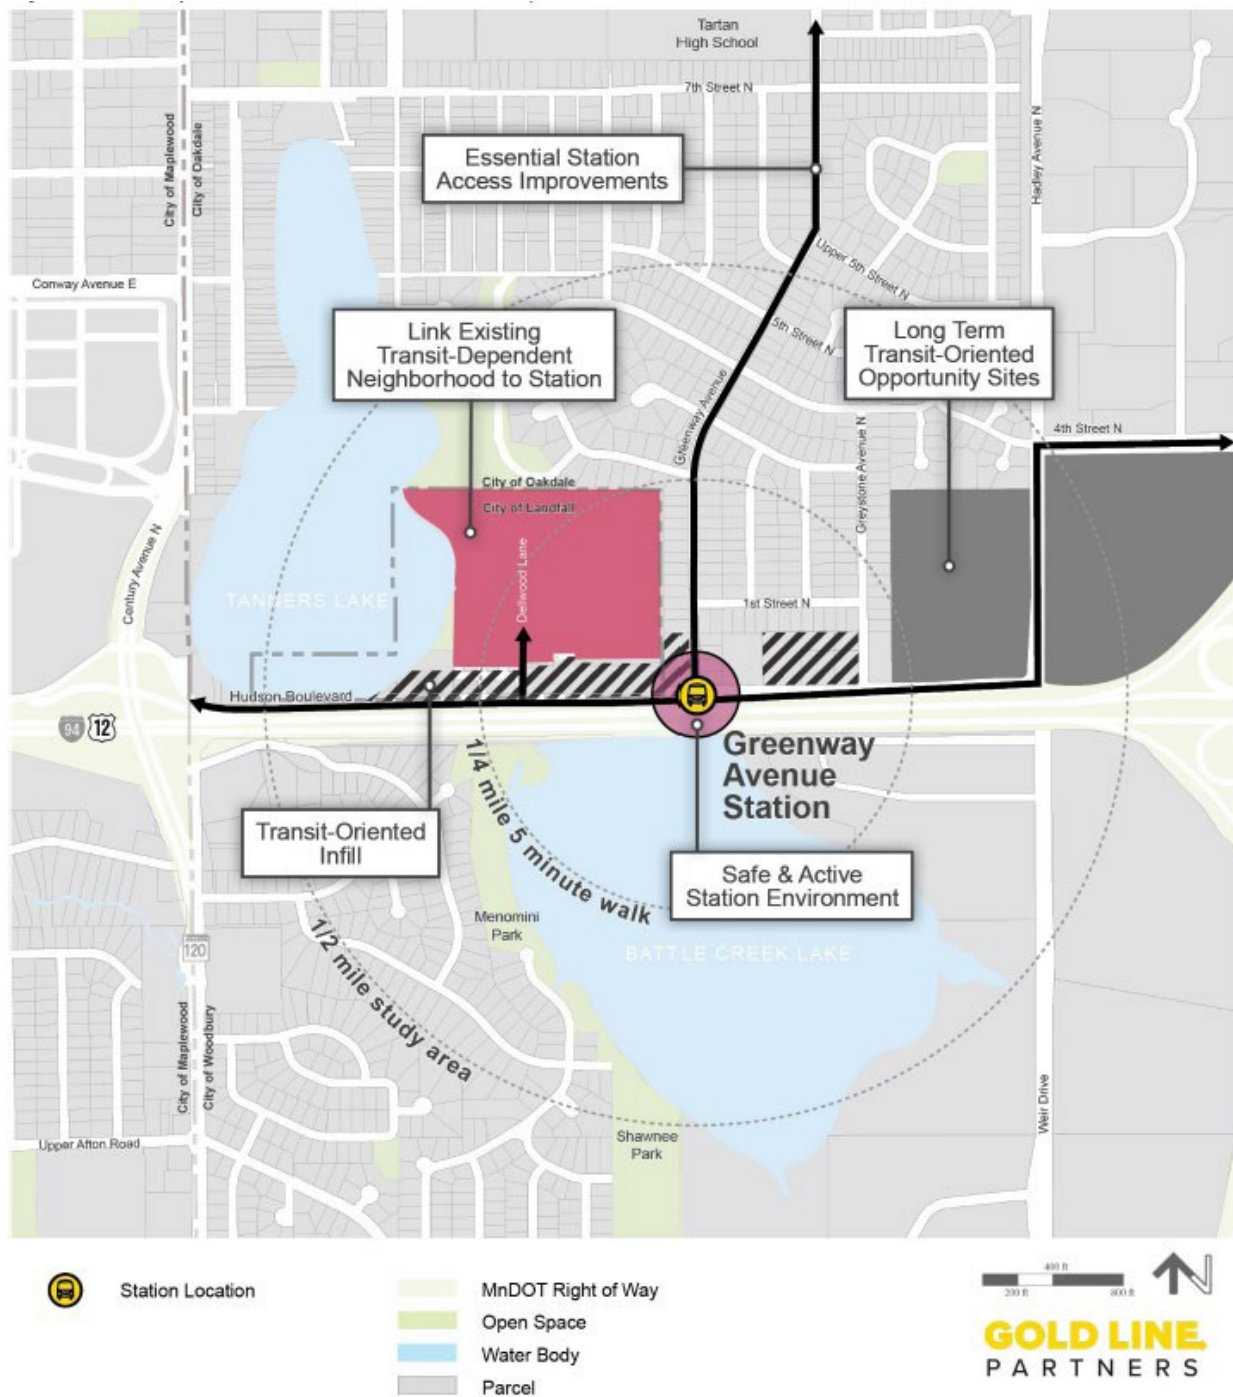 Tartan
High School
7th Street N
City of Maplewood
City of Oakdale
Hadley Avenue N
Essential Station
Access Improvements
Upper 5th Street N
Conway Avenue E
Link Existing
Transit-Dependent
Neighborhood to Station
5th Street N
Long Term
Transit-Oriented
Opportunity Sites
Greenway Avenue
Greystone Avenue N
4th Street N
City of Oakdale
City of Landfall
Century Avenue N
Dellwood Lane
TANNERS LAKE
1st Street N
Hudson Boulevard
94
12
Greenway
Avenue
Station
1/4 mile 5 minute walk
Transit-Oriented
Infill
Safe & Active
Station Environment
Menomini
Park
1/2 mile study area
BATTLE CREEK LAKE
120
City of Maplewood
City of Woodbury
Weir Drive
Upper Afton Road
Shawnee
Park
Station Location
MnDOT Right of Way
Open Space
Water Body
Parcel
400 ft
200 ft
800 ft
N
GOLD LINE
PARTNERS